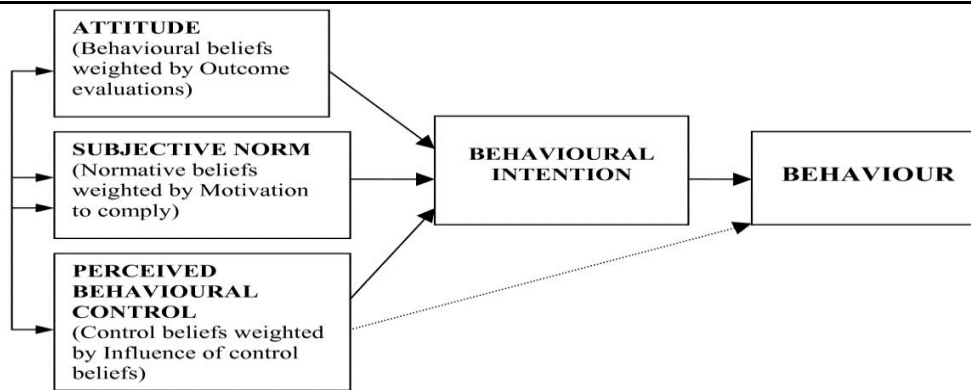 ATTITUDE
(Behavioural beliefs
weighted by Outcome
evaluations)
SUBJECTIVE NORM
(Normative beliefs
weighted by Motivation
to comply)
PERCEIVED
BEHAVIOURAL
CONTROL
(Control beliefs weighted
by Influence of control
beliefs)
BEHAVIOURAL
INTENTION
BEHAVIOUR